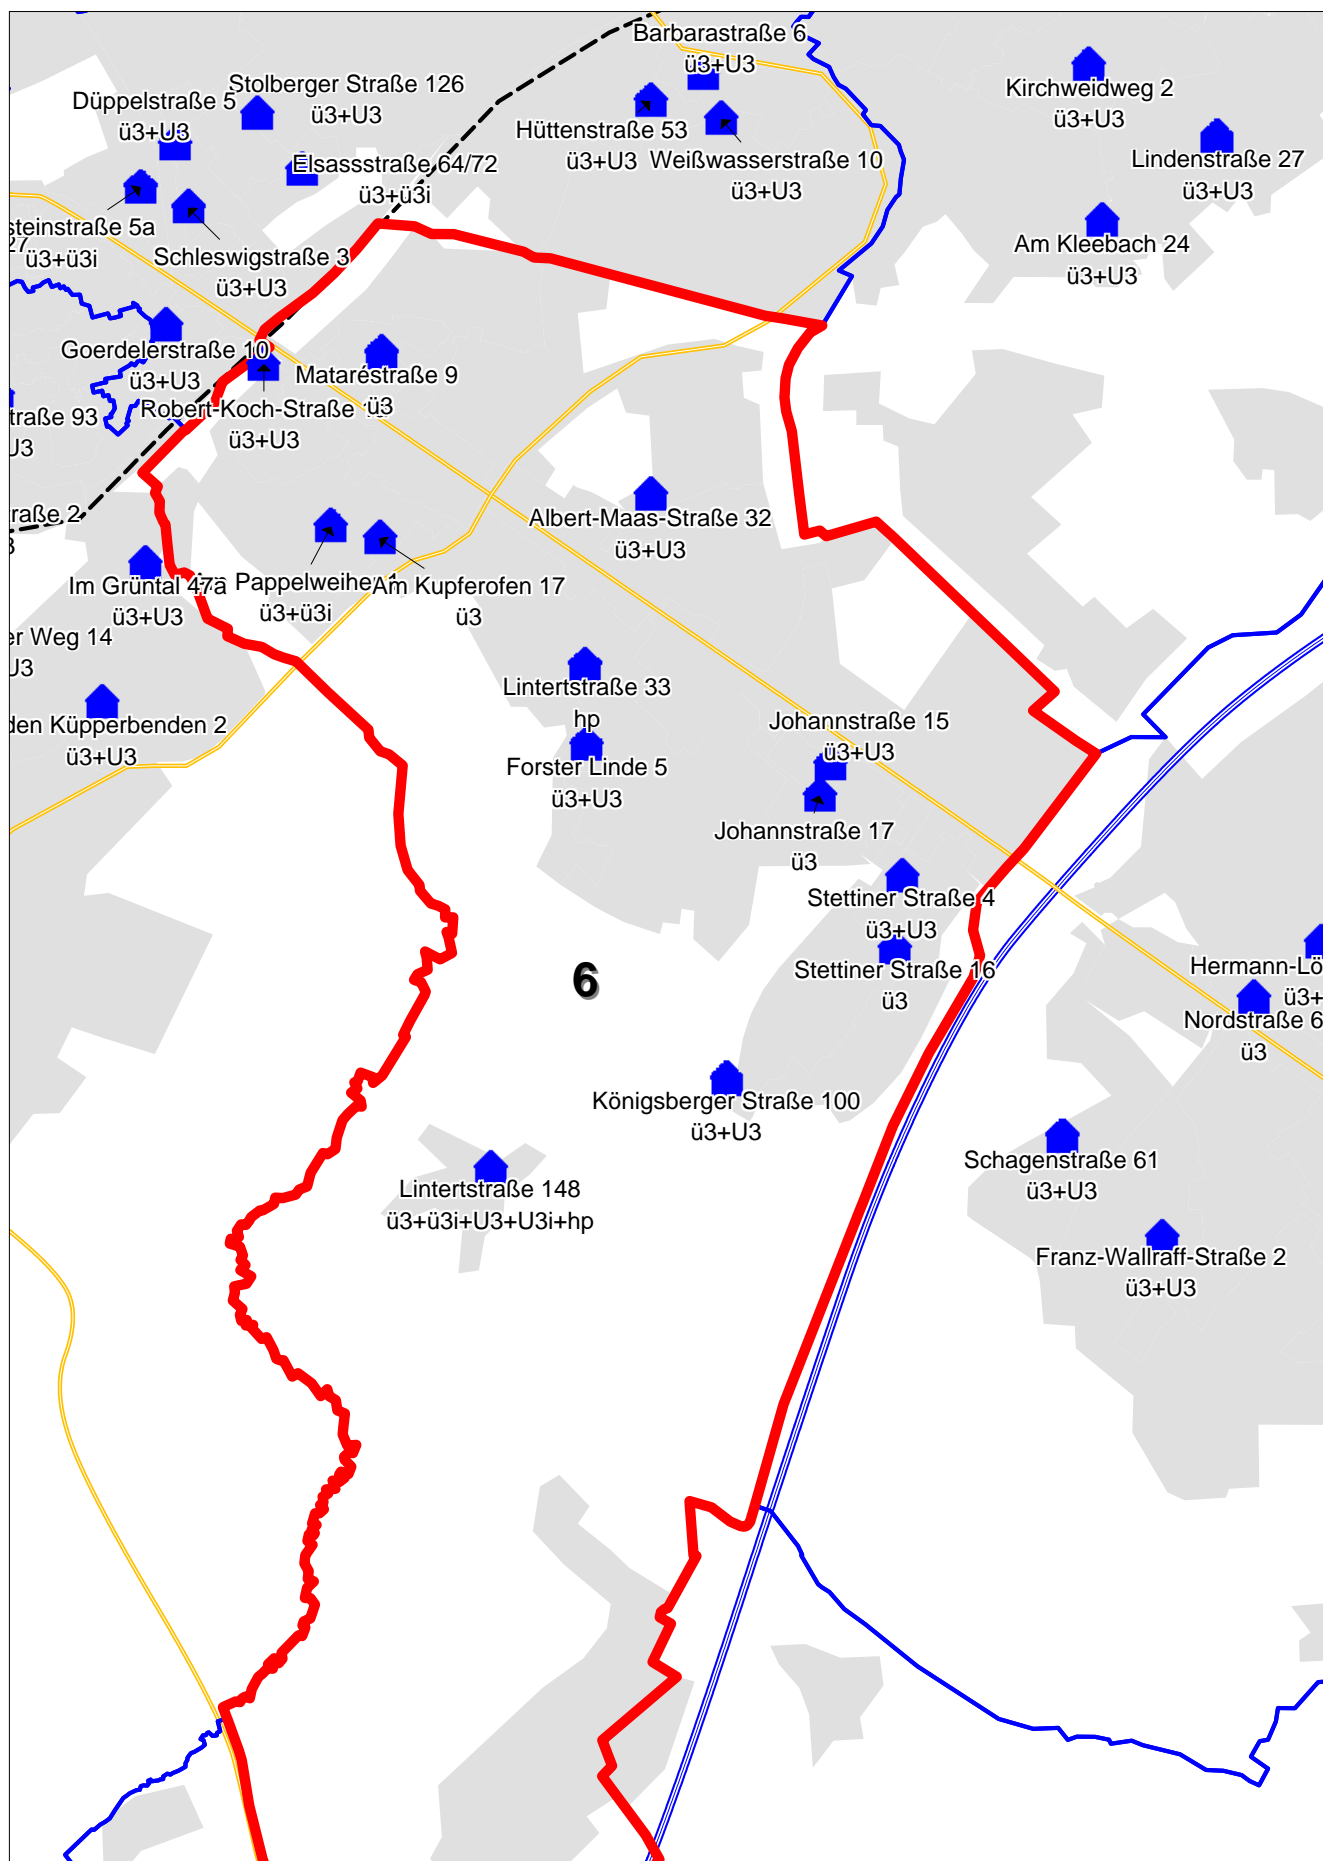 Barbarastraße 6
ü3+U3
Stolberger Straße 126
ü3+U3
Düppelstraße 5
ü3+U3
Kirchweidweg 2
ü3+U3
Hüttenstraße 53
ü3+U3
Weißwasserstraße 10
ü3+U3
Lindenstraße 27
ü3+U3
Elsassstraße 64/72
ü3+ü3i
steinstraße 5a
ü3+ü3i
27
Schleswigstraße 3
ü3+U3
Am Kleebach 24
ü3+U3
Goerdelerstraße 10
ü3+U3
Mataréstraße 9
ü3
Robert-Koch-Straße
ü3+U3
traße 93
U3
raße 2
3
Albert-Maas-Straße 32
ü3+U3
Im Grüntal 47a
ü3+U3
Pappelweiher
ü3+ü3i
Am Kupferofen 17
ü3
er Weg 14
U3
Lintertstraße 33
hp
den Küpperbenden 2
ü3+U3
Johannstraße 15
ü3+U3
Forster Linde 5
ü3+U3
Johannstraße 17
ü3
Stettiner Straße 4
ü3+U3
Stettiner Straße 16
ü3
Hermann-Lö
ü3+
6
Nordstraße 6
ü3
Königsberger Straße 100
ü3+U3
Schagenstraße 61
ü3+U3
Lintertstraße 148
ü3+ü3i+U3+U3i+hp
Franz-Wallraff-Straße 2
ü3+U3